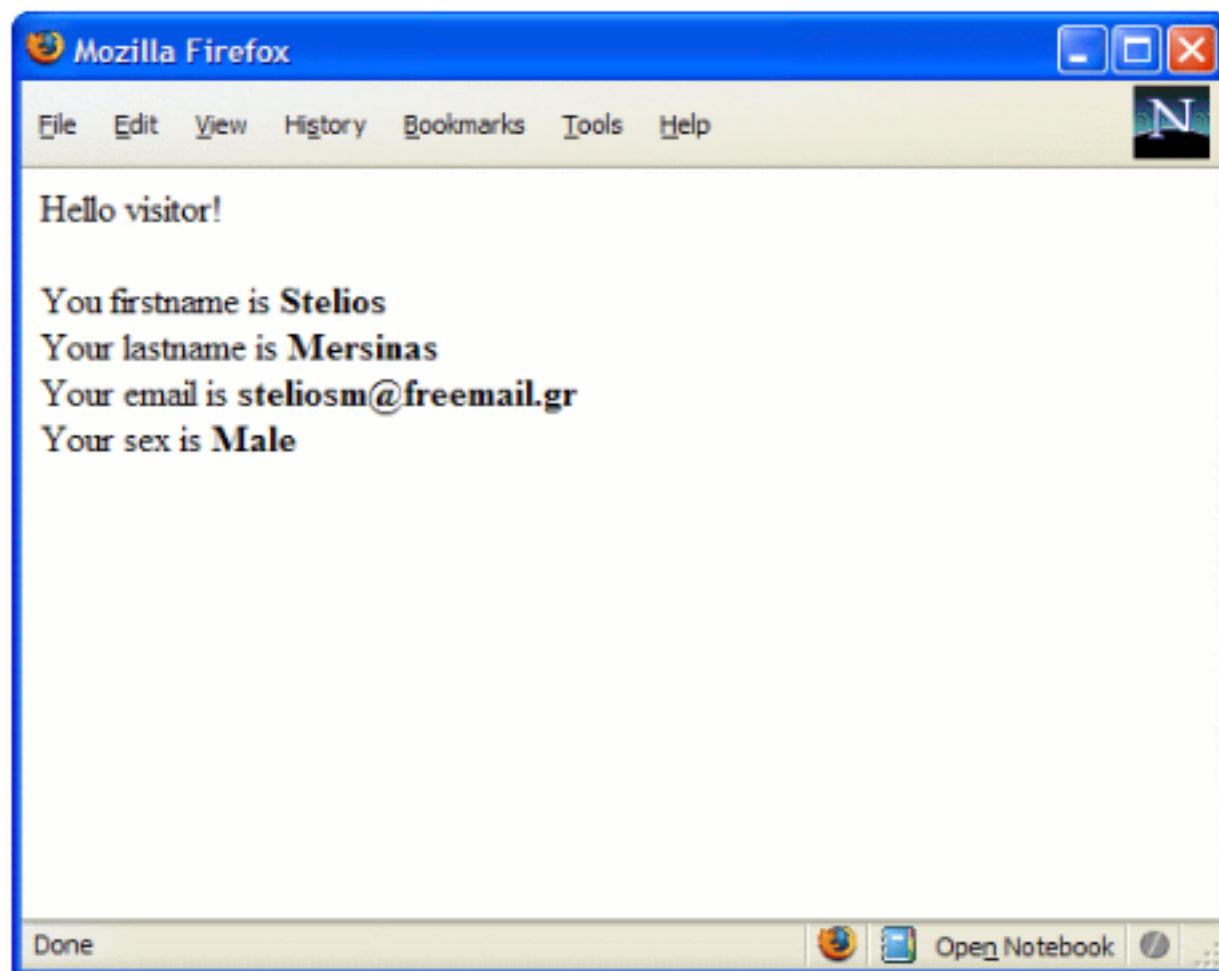 Mozilla Firefox
File Edit View History Bookmarks Tools Help
N
Hello visitor!
You firstname is Stelios
Your lastname is Mersinas
Your email is steliosm@freemail.gr
Your sex is Male
Done Open Notebook